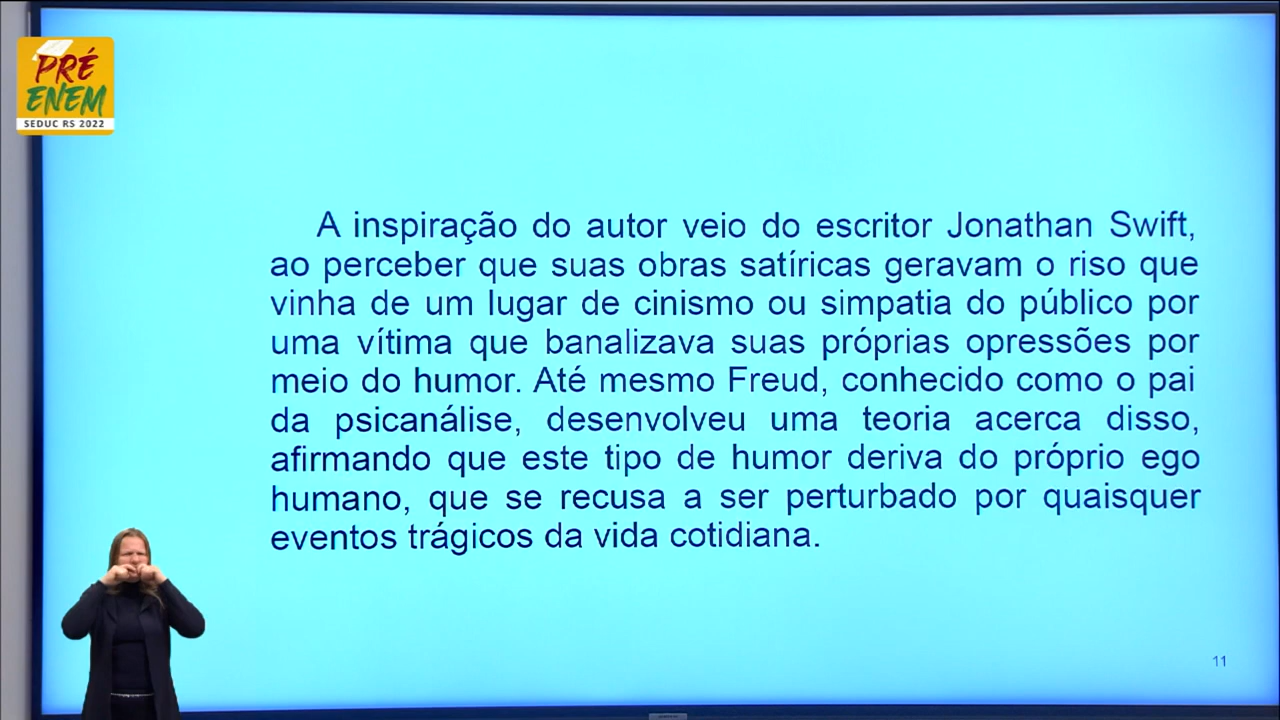 PRÉ
ENEM
SEDUC RS 2022
A inspiração do autor veio do escritor Jonathan Swift,
ao perceber que suas obras satíricas geravam o riso que
vinha de um lugar de cinismo ou simpatia do público por
uma vítima que banalizava suas próprias opressões por
meio do humor. Até mesmo Freud, conhecido como o pai
da psicanálise, desenvolveu uma teoria acerca disso,
afirmando que este tipo de humor deriva do próprio ego
humano, que se recusa a ser perturbado por quaisquer
eventos trágicos da vida cotidiana.
11